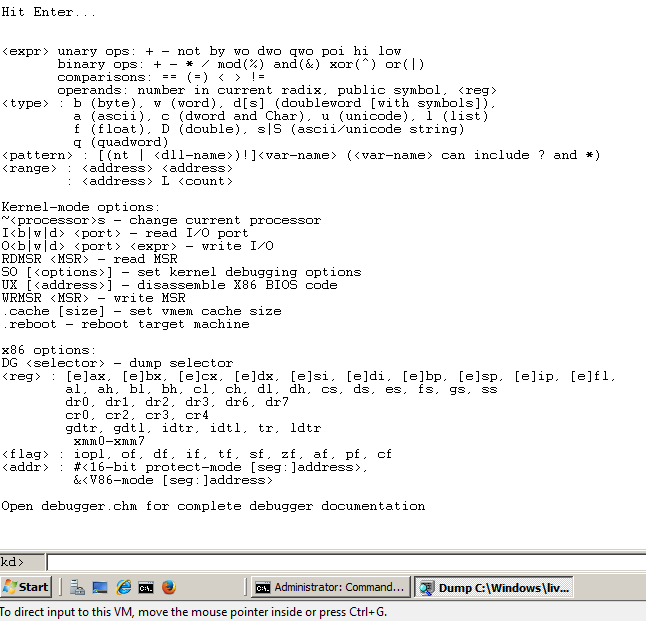 Hit Enter...
<expr> unary ops: + - not by wo dwo qwo poi hi low
binary ops: + - * / mod(%) and(&) xor(^) or(|)
comparisons: == (=) < > !=
operands: number in current radix, public symbol, <reg>
<type> : b (byte), w (word), d[s] (doubleword [with symbols]),
a (ascii), c (dword and Char), u (unicode), l (list)
f (float), D (double), s|S (ascii/unicode string)
q (quadword)
<pattern> : [(nt | <dll-name>)!]<var-name> (<var-name> can include ? and *)
<range> : <address> <address>
: <address> L <count>
Kernel-mode options:
~<processor>s - change current processor
I<b|w|d> <port> - read I/O port
O<b|w|d> <port> <expr> - write I/O
RDMSR <MSR> - read MSR
SO [<options>] - set kernel debugging options
UX [<address>] - disassemble X86 BIOS code
WRMSR <MSR> - write MSR
.cache [size] - set vmem cache size
.reboot - reboot target machine
x86 options:
DG <selector> - dump selector
<reg> : [e]ax, [e]bx, [e]cx, [e]dx, [e]si, [e]di, [e]bp, [e]sp, [e]ip, [e]fl,
al, ah, bl, bh, cl, ch, dl, dh, cs, ds, es, fs, gs, ss
dr0, dr1, dr2, dr3, dr6, dr7
cr0, cr2, cr3, cr4
gdtr, gdtl, idtr, idtl, tr, ldtr
xmm0-xmm7
<flag> : iopl, of, df, if, tf, sf, zf, af, pf, cf
<addr> : #<16-bit protect-mode [seg:]address>,
&<V86-mode [seg:]address>
Open debugger.chm for complete debugger documentation
kd>
Start
C:\.
Administrator: Command...
Dump C:\Windows\liv...
To direct input to this VM, move the mouse pointer inside or press Ctrl+G.